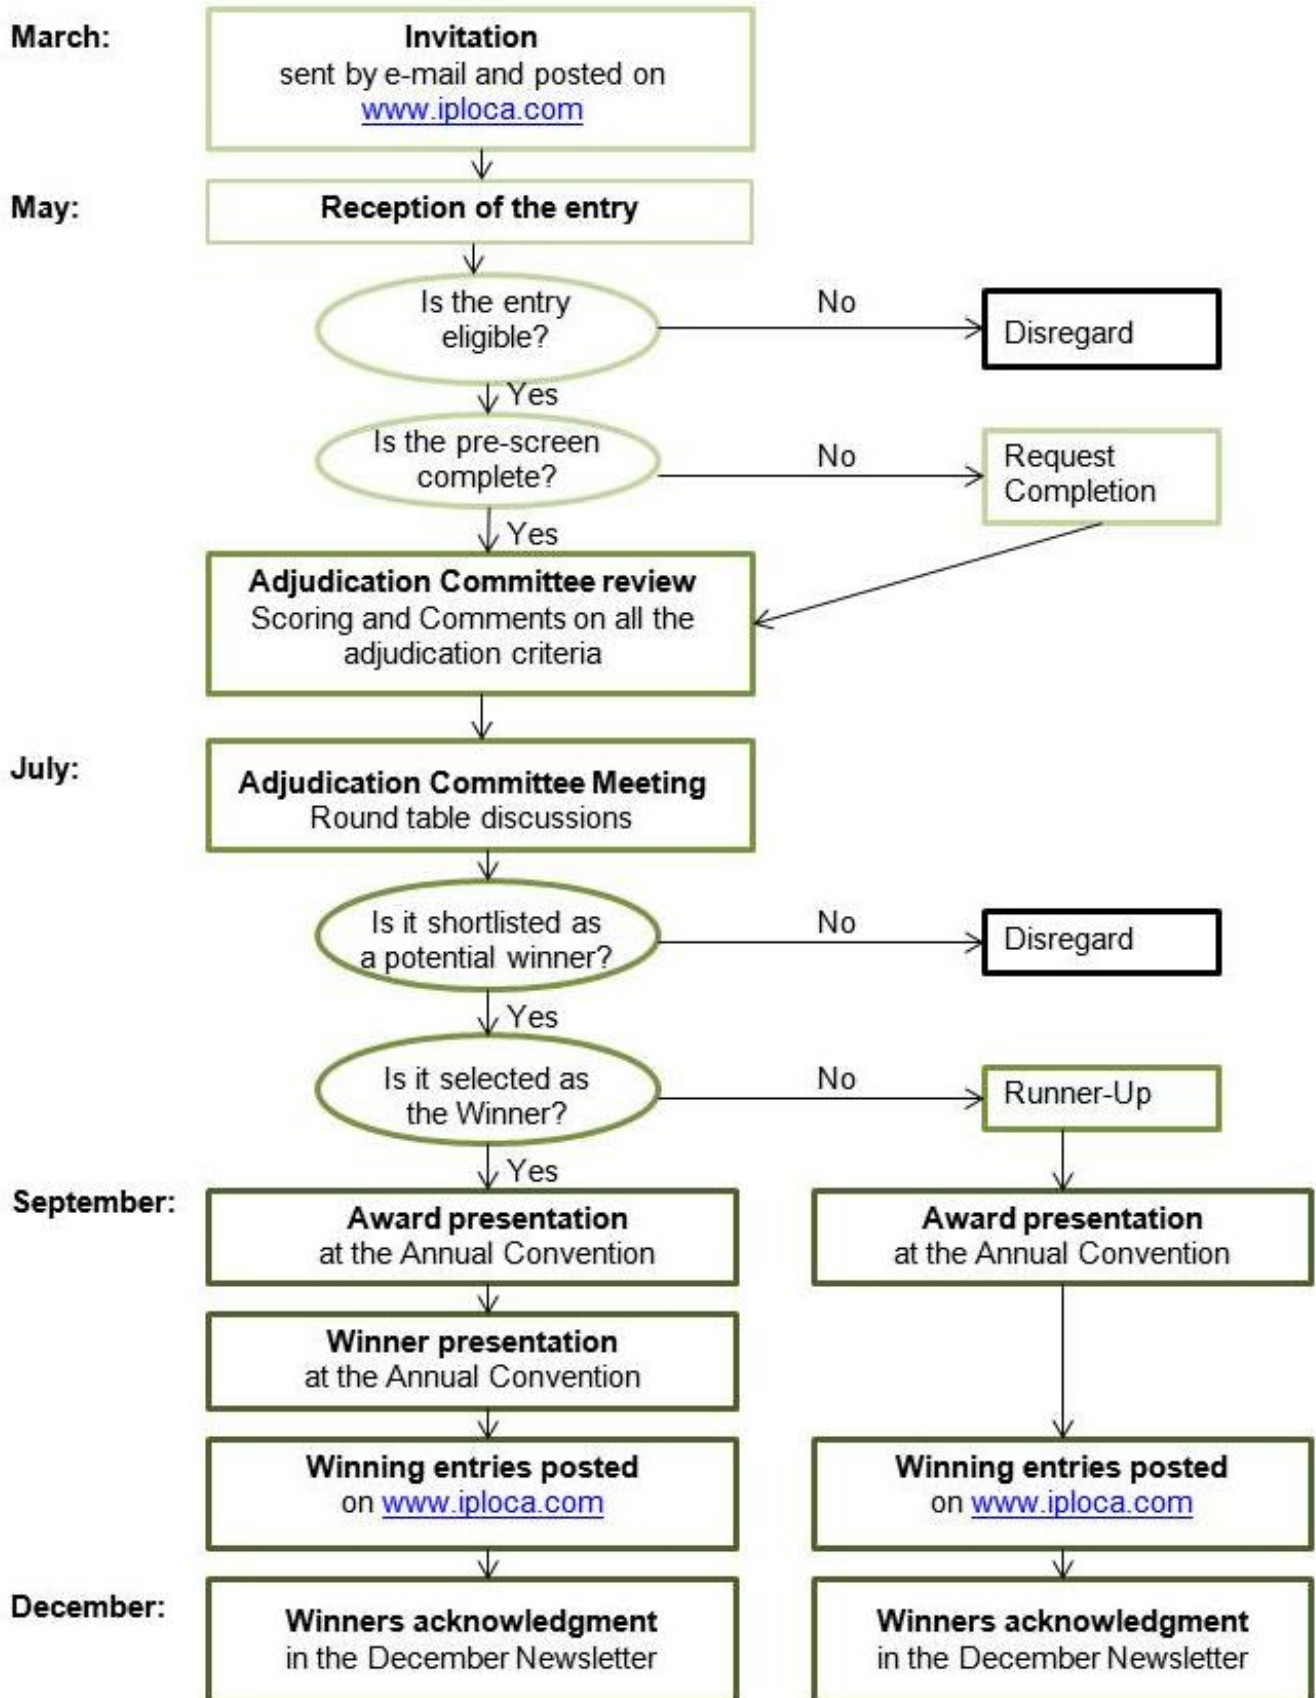 March:
Invitation
sent by e-mail and posted on
www.iploca.com
May:
Reception of the entry
Is the entry
eligible?
No
Disregard
Yes
Is the pre-screen
complete?
No
Request
Completion
Yes
Adjudication Committee review
Scoring and Comments on all the
adjudication criteria
July:
Adjudication Committee Meeting
Round table discussions
Is it shortlisted as
a potential winner?
No
Disregard
Yes
Is it selected as
the Winner?
No
Runner-Up
Yes
September:
Award presentation
at the Annual Convention
Award presentation
at the Annual Convention
Winner presentation
at the Annual Convention
Winning entries posted
on www.iploca.com
Winning entries posted
on www.iploca.com
December:
Winners acknowledgment
in the December Newsletter
Winners acknowledgment
in the December Newsletter